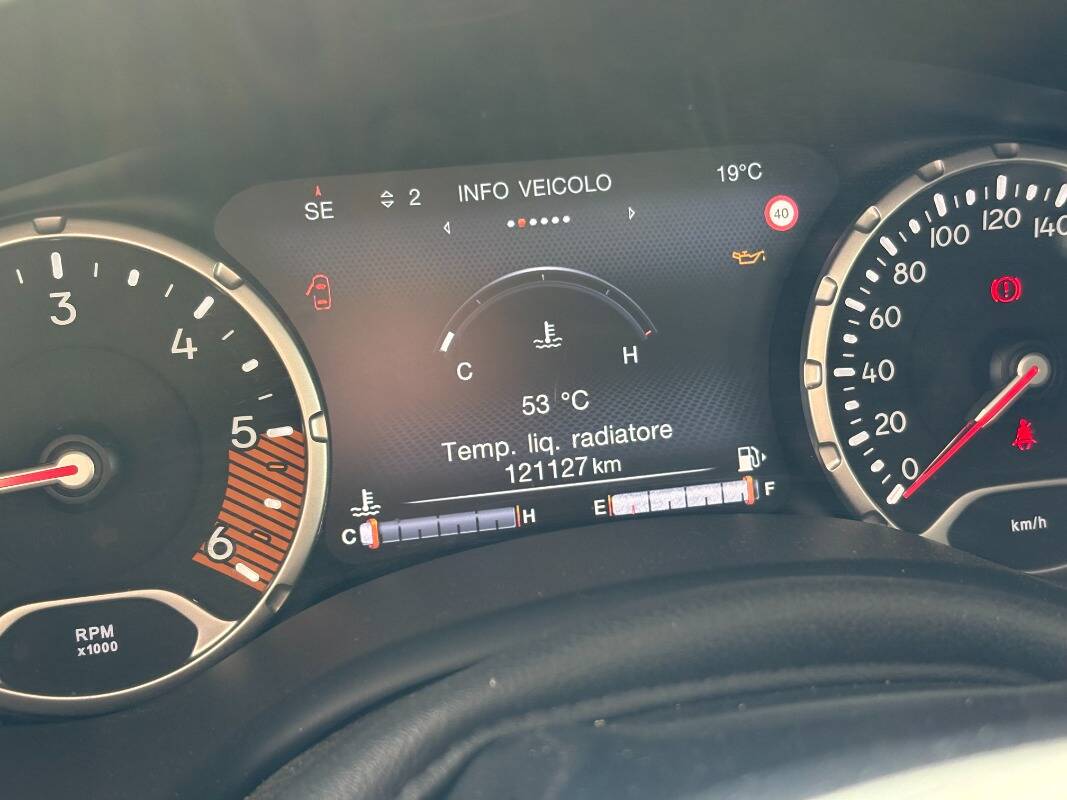 SE
2
INFO VEICOLO
19°C
40
3
4
5
6
RPM
x1000
C
H
53 °C
Temp. liq. radiatore
121127 km
C
H
E
F
0
20
40
60
80
100
120
140
km/h